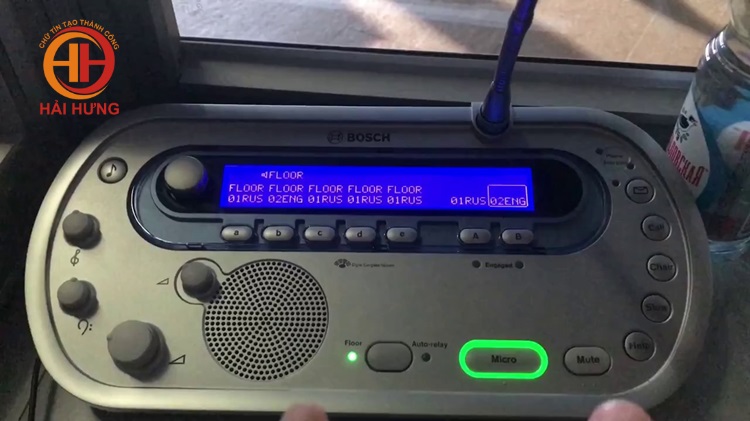 CHỮ TÍN TẠO THÀNH CÔNG
HẢI HƯNG
BOSCH
FLOOR
FLOOR FLOOR FLOOR FLOOR FLOOR
01RUS 02ENG 01RUS 01RUS 01RUS 01RUS 02ENG
a b c d e A B
Engaged
Call
Chair
Slow
Help
Floor
Auto-relay
Micro
Mute